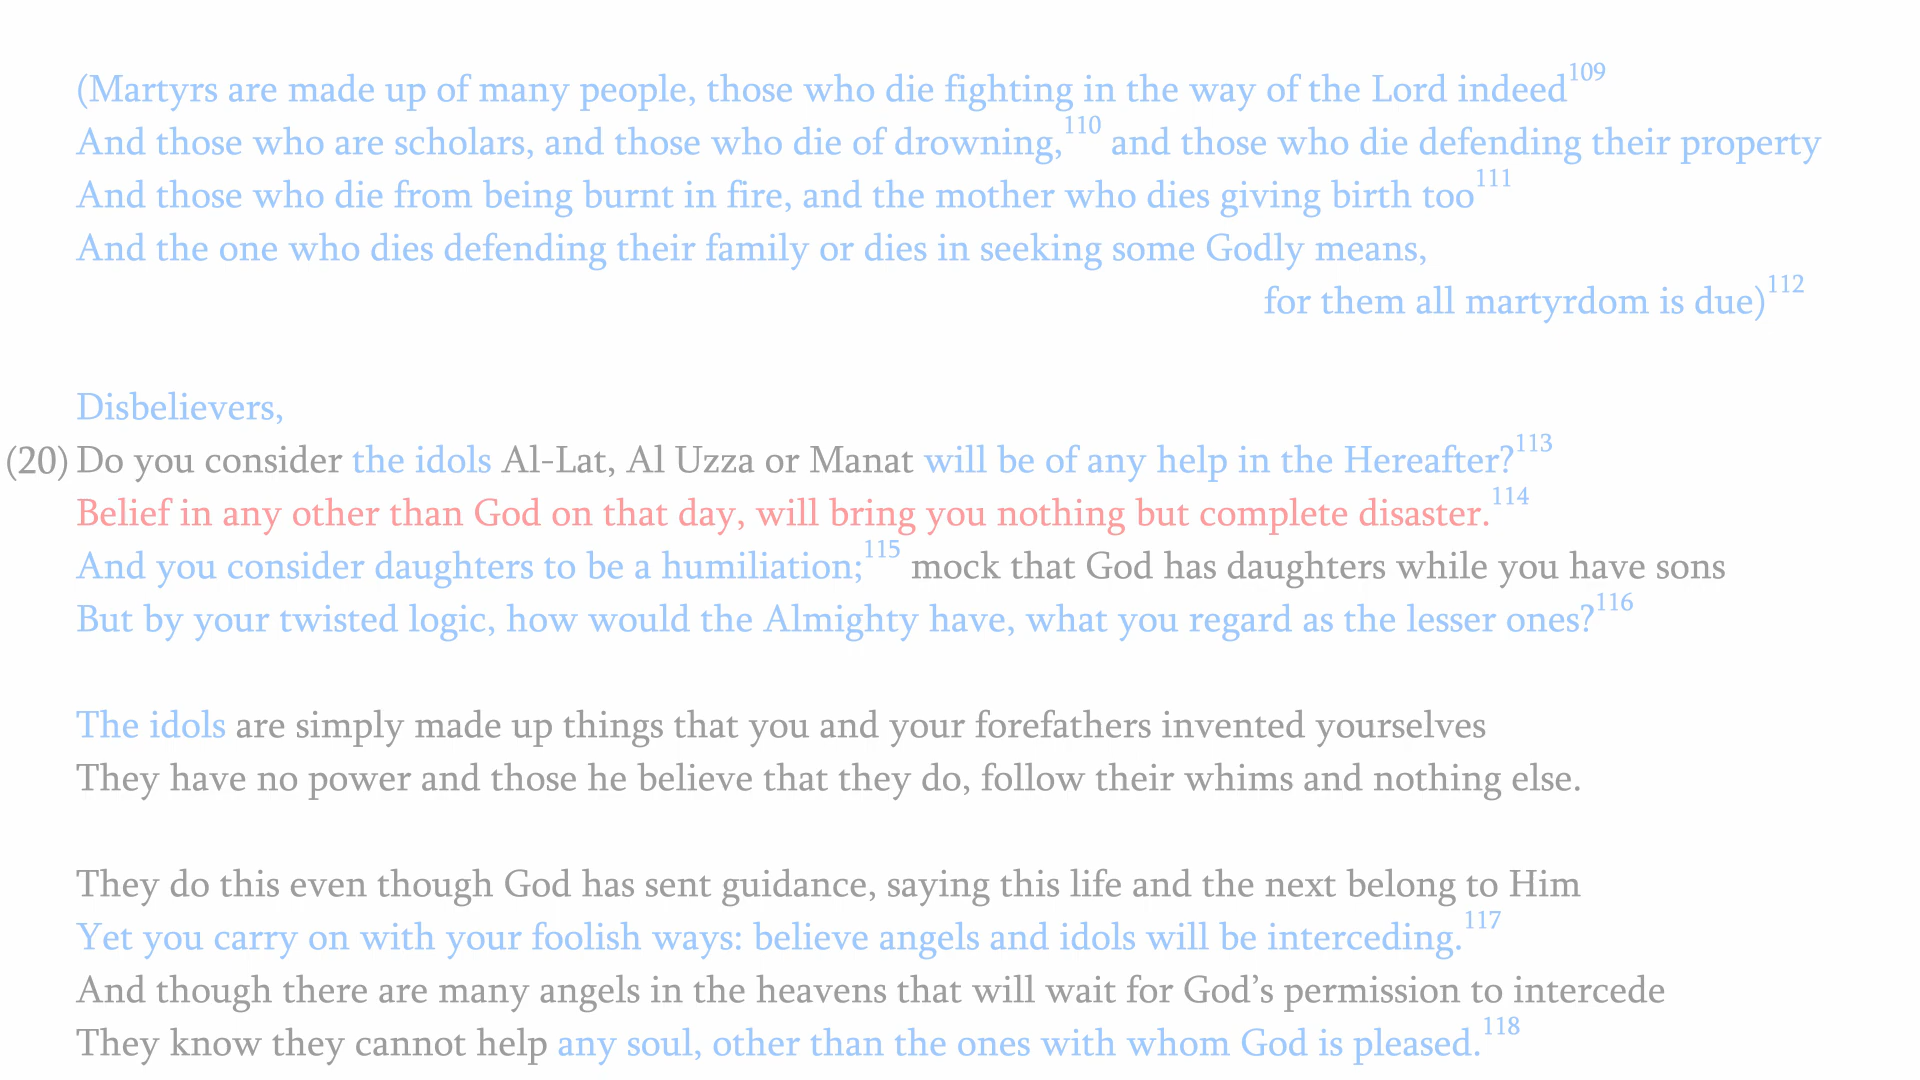 (Martyrs are made up of many people, those who die fighting in the way of the Lord indeed109
And those who are scholars, and those who die of drowning,110 and those who die defending their property
And those who die from being burnt in fire, and the mother who dies giving birth too111
And the one who dies defending their family or dies in seeking some Godly means,
for them all martyrdom is due)112
Disbelievers,
(20) Do you consider the idols Al-Lat, Al Uzza or Manat will be of any help in the Hereafter?113
Belief in any other than God on that day, will bring you nothing but complete disaster.114
And you consider daughters to be a humiliation;115 mock that God has daughters while you have sons
But by your twisted logic, how would the Almighty have, what you regard as the lesser ones?116
The idols are simply made up things that you and your forefathers invented yourselves
They have no power and those he believe that they do, follow their whims and nothing else.
They do this even though God has sent guidance, saying this life and the next belong to Him
Yet you carry on with your foolish ways: believe angels and idols will be interceding.117
And though there are many angels in the heavens that will wait for God's permission to intercede
They know they cannot help any soul, other than the ones with whom God is pleased.118